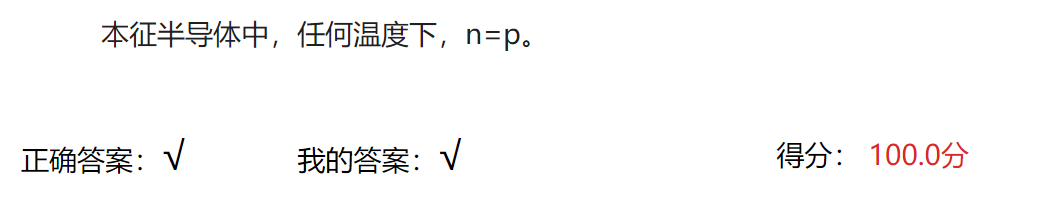 本征半导体中，任何温度下，n=p。
正确答案：√ 我的答案：√ 得分： 100.0分